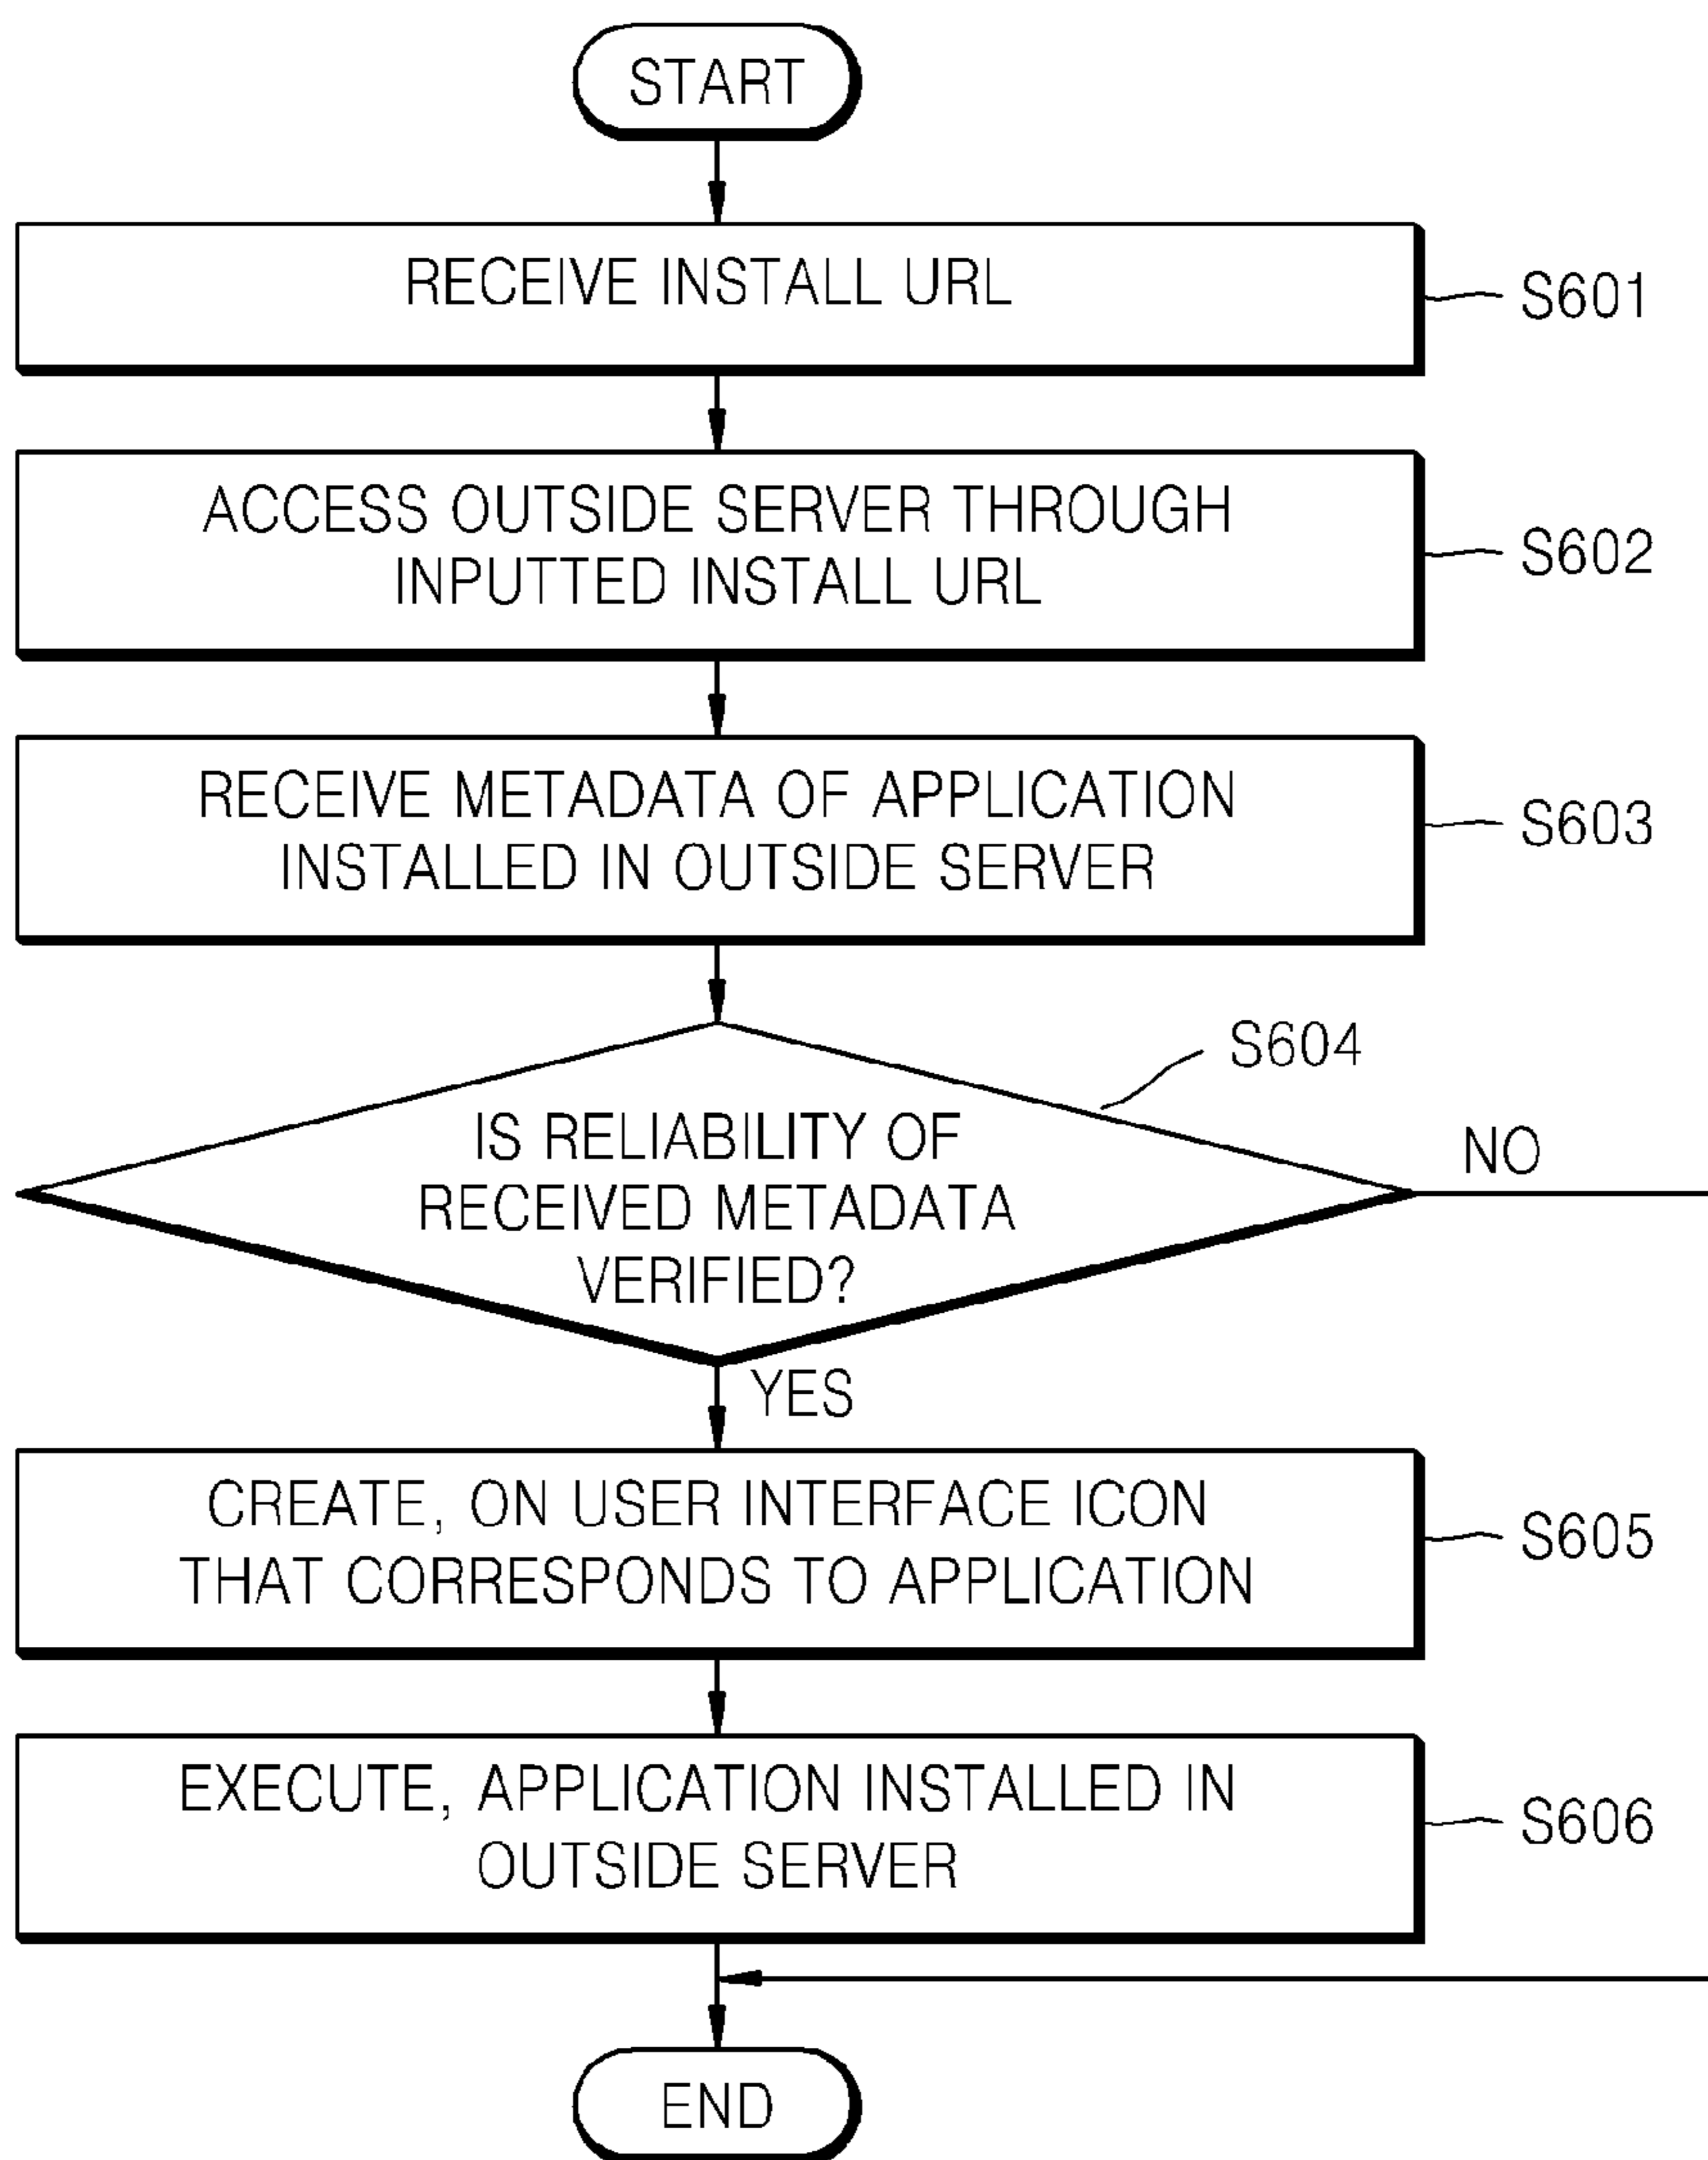 START
RECEIVE INSTALL URL
S601
ACCESS OUTSIDE SERVER THROUGH
INPUTTED INSTALL URL
S602
RECEIVE METADATA OF APPLICATION
INSTALLED IN OUTSIDE SERVER
S603
S604
IS RELIABILITY OF
RECEIVED METADATA
VERIFIED?
NO
YES
CREATE, ON USER INTERFACE ICON
THAT CORRESPONDS TO APPLICATION
S605
EXECUTE, APPLICATION INSTALLED IN
OUTSIDE SERVER
S606
END